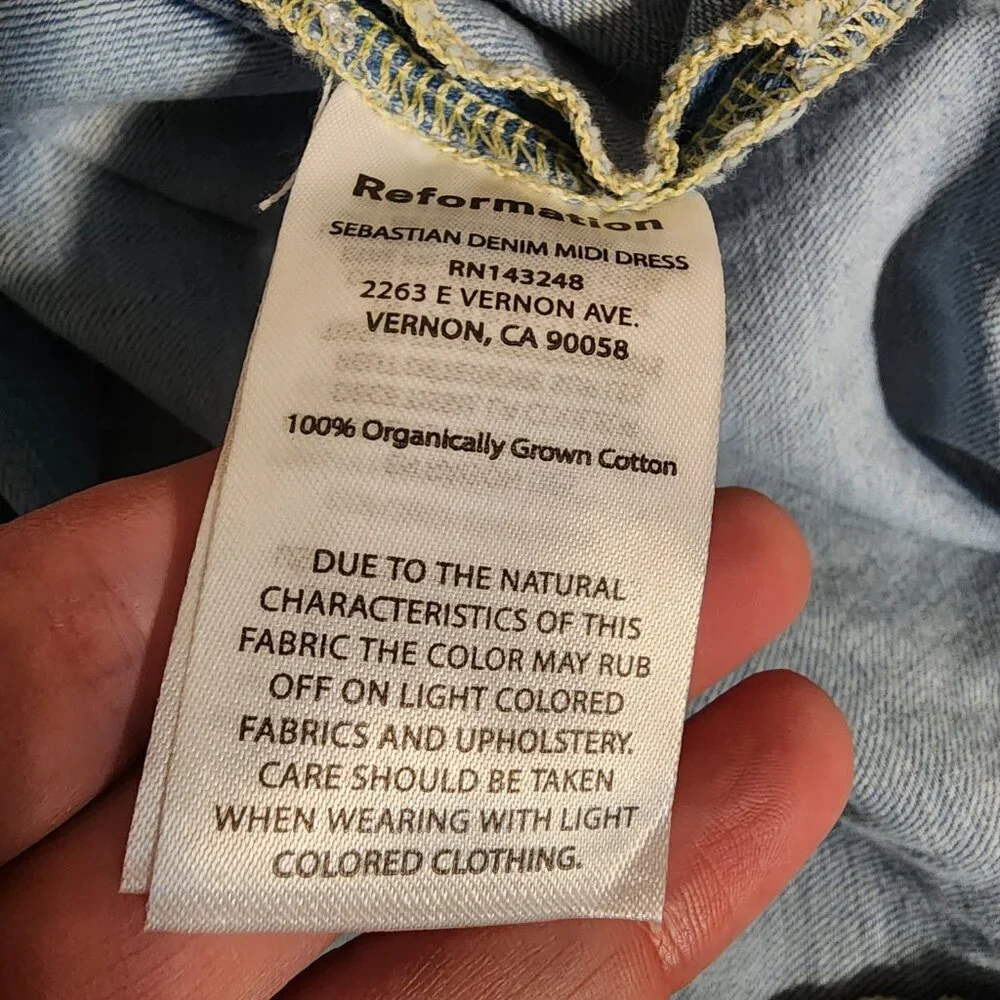 Reformation
SEBASTIAN DENIM MIDI DRESS
RN143248
2263 E VERNON AVE.
VERNON, CA 90058
100% Organically Grown Cotton
DUE TO THE NATURAL
CHARACTERISTICS OF THIS
FABRIC THE COLOR MAY RUB
OFF ON LIGHT COLORED
FABRICS AND UPHOLSTERY.
CARE SHOULD BE TAKEN
WHEN WEARING WITH LIGHT
COLORED CLOTHING.